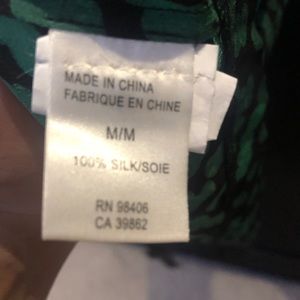 MADE IN CHINA
FABRIQUE EN CHINE
M/M
100% SILK/SOIE
RN 98406
CA 39862